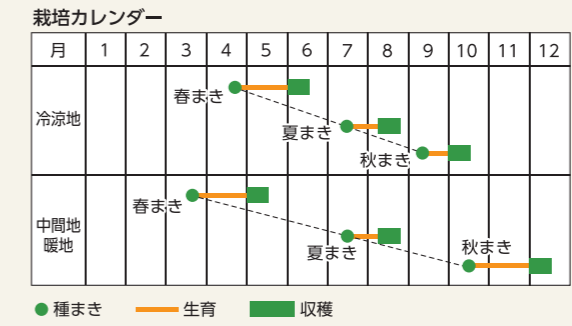 栽培カレンダー
月 1 2 3 4 5 6 7 8 9 10 11 12
冷涼地
春まき
夏まき
秋まき
中間地
暖地
春まき
夏まき
秋まき
種まき 生育 収穫